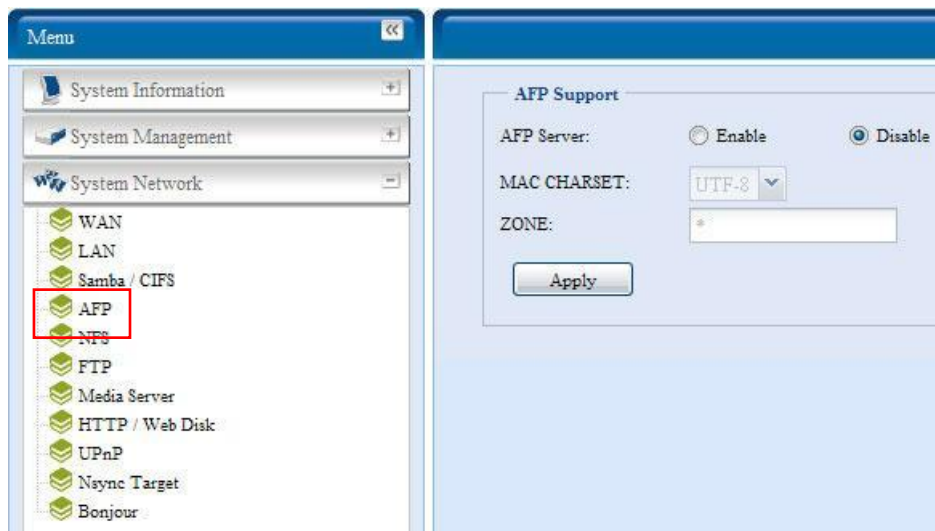 Menu
System Information
System Management
System Network
WAN
LAN
Samba / CIFS
AFP
NFS
FTP
Media Server
HTTP / Web Disk
UPnP
Nsync Target
Bonjour
AFP Support
AFP Server: Enable Disable
MAC CHARSET: UTF-8
ZONE: *
Apply